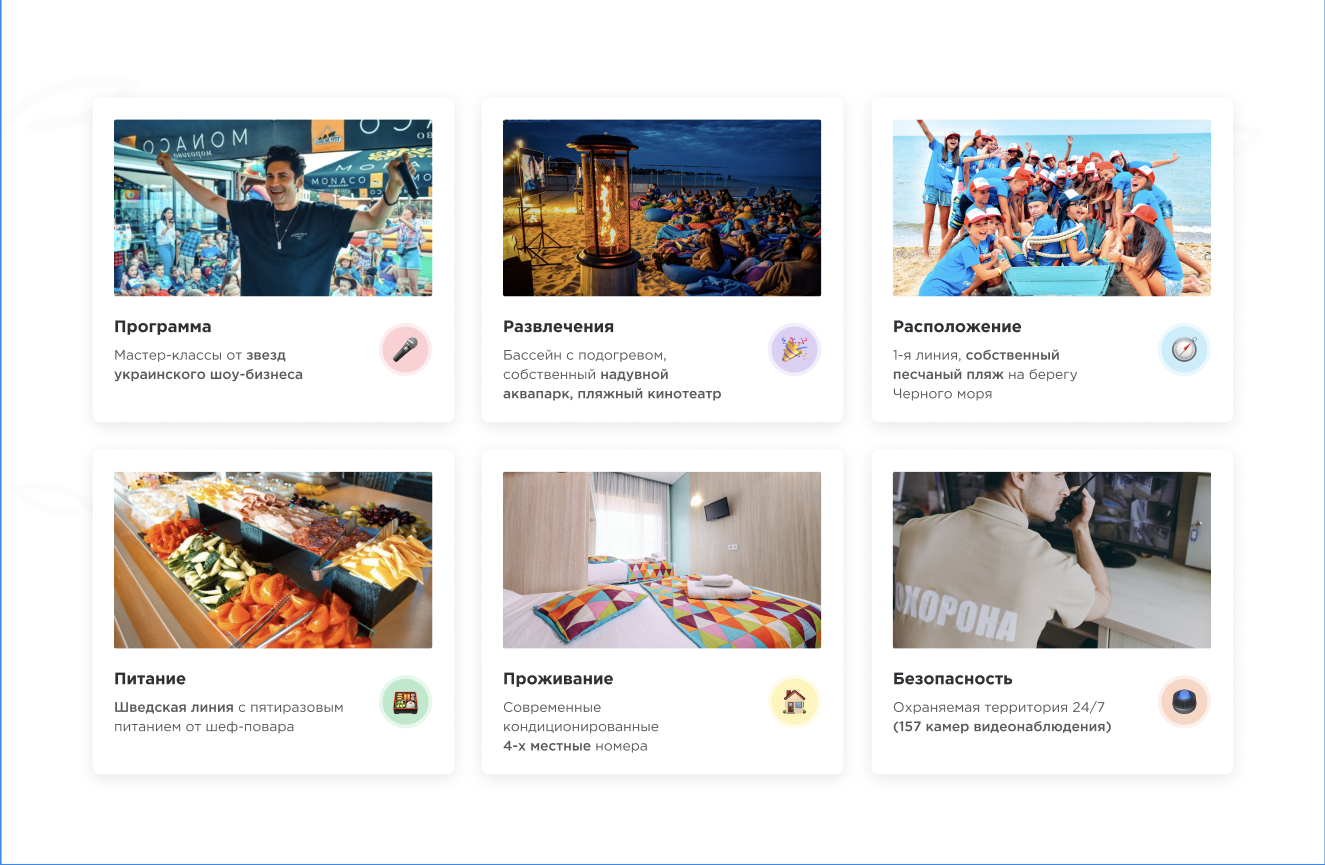 MONACO
морозиво
MONACO
Программа
Мастер-классы от звезд
украинского шоу-бизнеса
Развлечения
Бассейн с подогревом,
собственный надувной
аквапарк, пляжный кинотеатр
Расположение
1-я линия, собственный
песчаный пляж на берегу
Черного моря
ОХОРОНА
Питание
Шведская линия с пятиразовым
питанием от шеф-повара
Проживание
Современные
кондиционированные
4-х местные номера
Безопасность
Охраняемая территория 24/7
(157 камер видеонаблюдения)